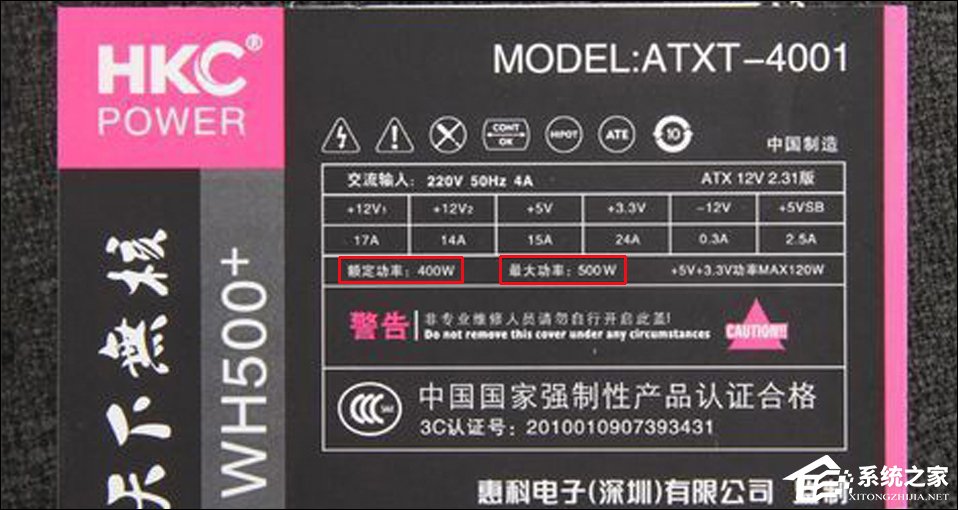 HKC®
POWER
MODEL:ATXT-4001
CONT
OK
HIPOT
ATE
10
中国制造
交流输入: 220V 50Hz 4A
ATX 12V 2.31版
+12V1 +12V2 +5V +3.3V -12V +5VSB
17A 14A 15A 24A 0.3A 2.5A
额定功率: 400W 最大功率: 500W +5V+3.3V功率MAX120W
警告
非专业维修人员请勿自行开启此盖!
Do not remove this cover under any circumstances
CAUTION!!
中国国家强制性产品认证合格
3C认证号: 2010010907393431
惠科电子(深圳)有限公司
制
WH500+
系统之家
XITONGZHIJIA.NET